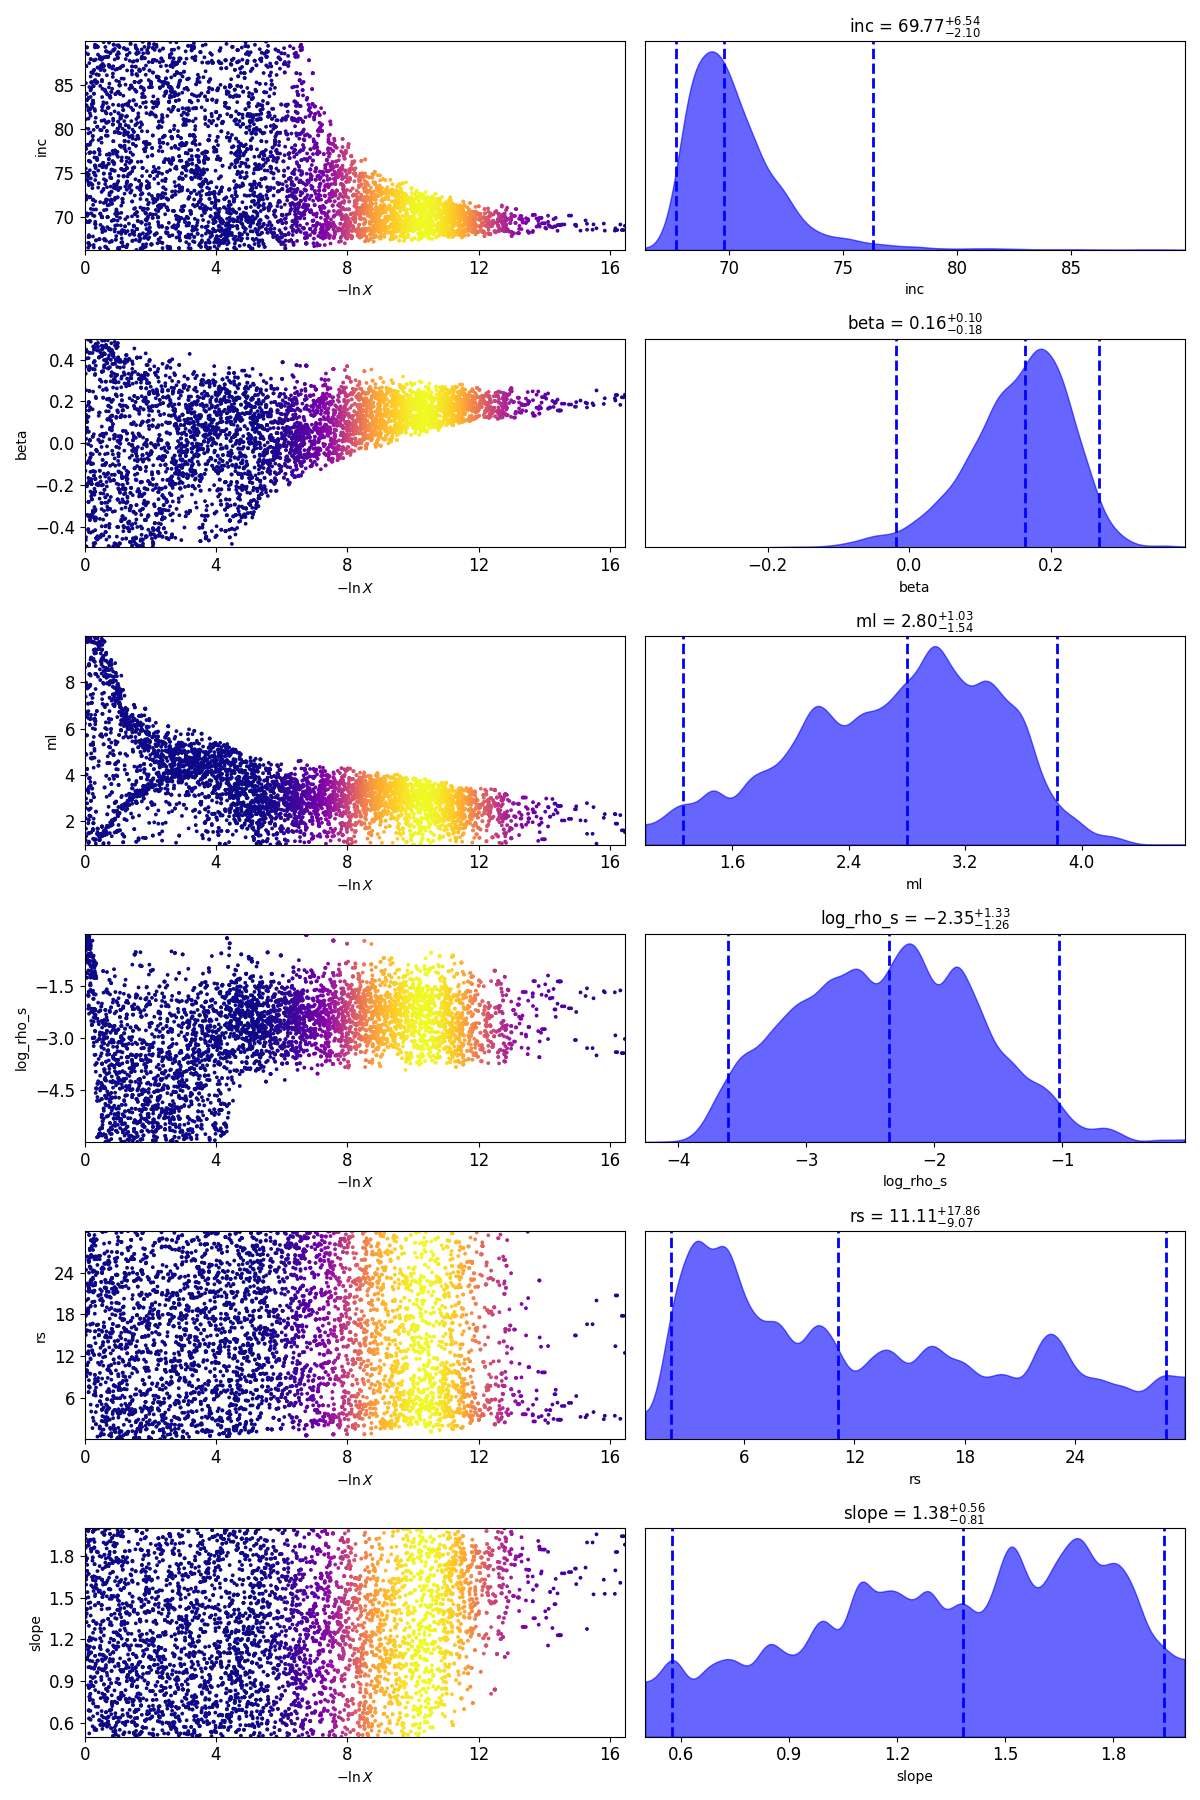 inc = 69.77 +6.54 −2.10
85
80
75
70
inc
0 4 8 12 16
−ln X
70 75 80 85
inc
beta = 0.16 +0.10 −0.18
0.4
0.2
0.0
−0.2
−0.4
beta
0 4 8 12 16
−ln X
−0.2 0.0 0.2
beta
ml = 2.80 +1.03 −1.54
8
6
4
2
ml
0 4 8 12 16
−ln X
1.6 2.4 3.2 4.0
ml
log_rho_s = −2.35 +1.33 −1.26
−1.5
−3.0
−4.5
log_rho_s
0 4 8 12 16
−ln X
−4 −3 −2 −1
log_rho_s
rs = 11.11 +17.86 −9.07
24
18
12
6
rs
0 4 8 12 16
−ln X
6 12 18 24
rs
slope = 1.38 +0.56 −0.81
1.8
1.5
1.2
0.9
0.6
slope
0 4 8 12 16
−ln X
0.6 0.9 1.2 1.5 1.8
slope